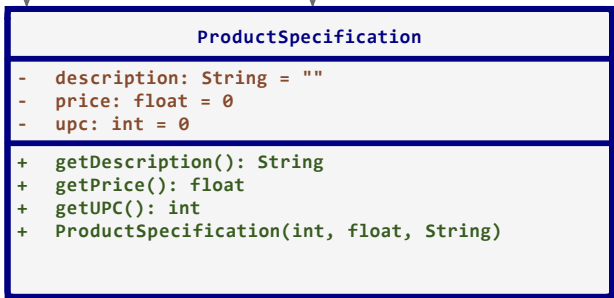 ProductSpecification
- description: String = ""
- price: float = 0
- upc: int = 0
+ getDescription(): String
+ getPrice(): float
+ getUPC(): int
+ ProductSpecification(int, float, String)